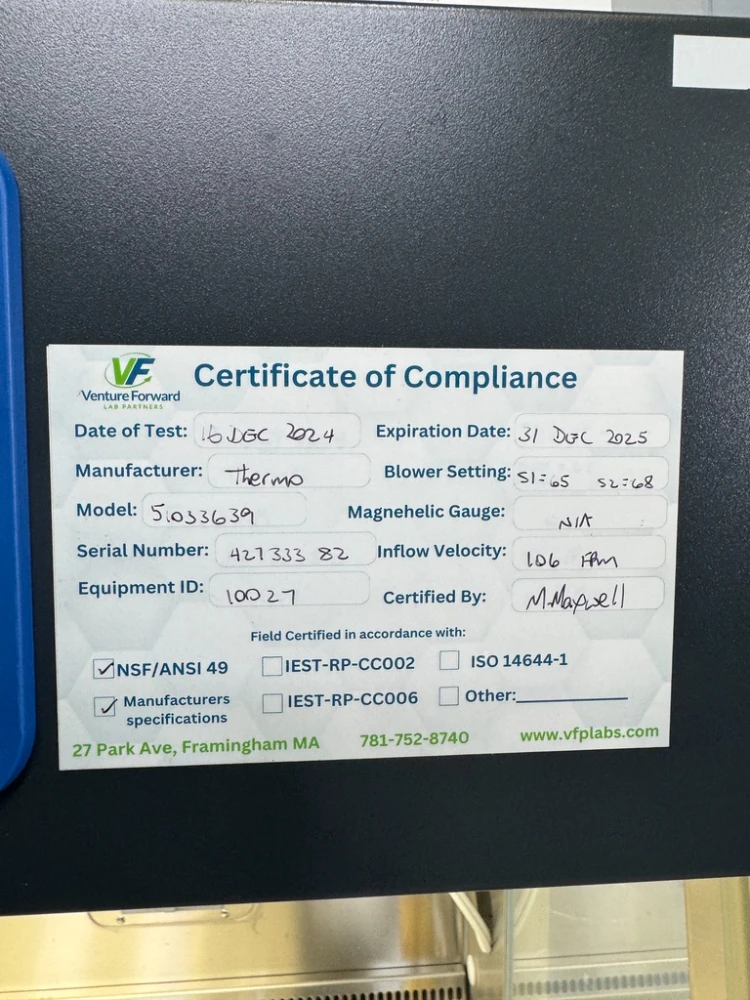 VF
Venture Forward
LAB PARTNERS
Certificate of Compliance
Date of Test: 16 DEC 2024 Expiration Date: 31 DEC 2025
Manufacturer: Thermo Blower Setting: S1=65 S2=68
Model: 51033639 Magnehelic Gauge: N/A
Serial Number: 427333 82 Inflow Velocity: 106 FPM
Equipment ID: 10027 Certified By: M.Maxwell
Field Certified in accordance with:
✓ NSF/ANSI 49 IEST-RP-CC002 ISO 14644-1
✓ Manufacturers specifications IEST-RP-CC006 Other:
27 Park Ave, Framingham MA 781-752-8740 www.vfplabs.com